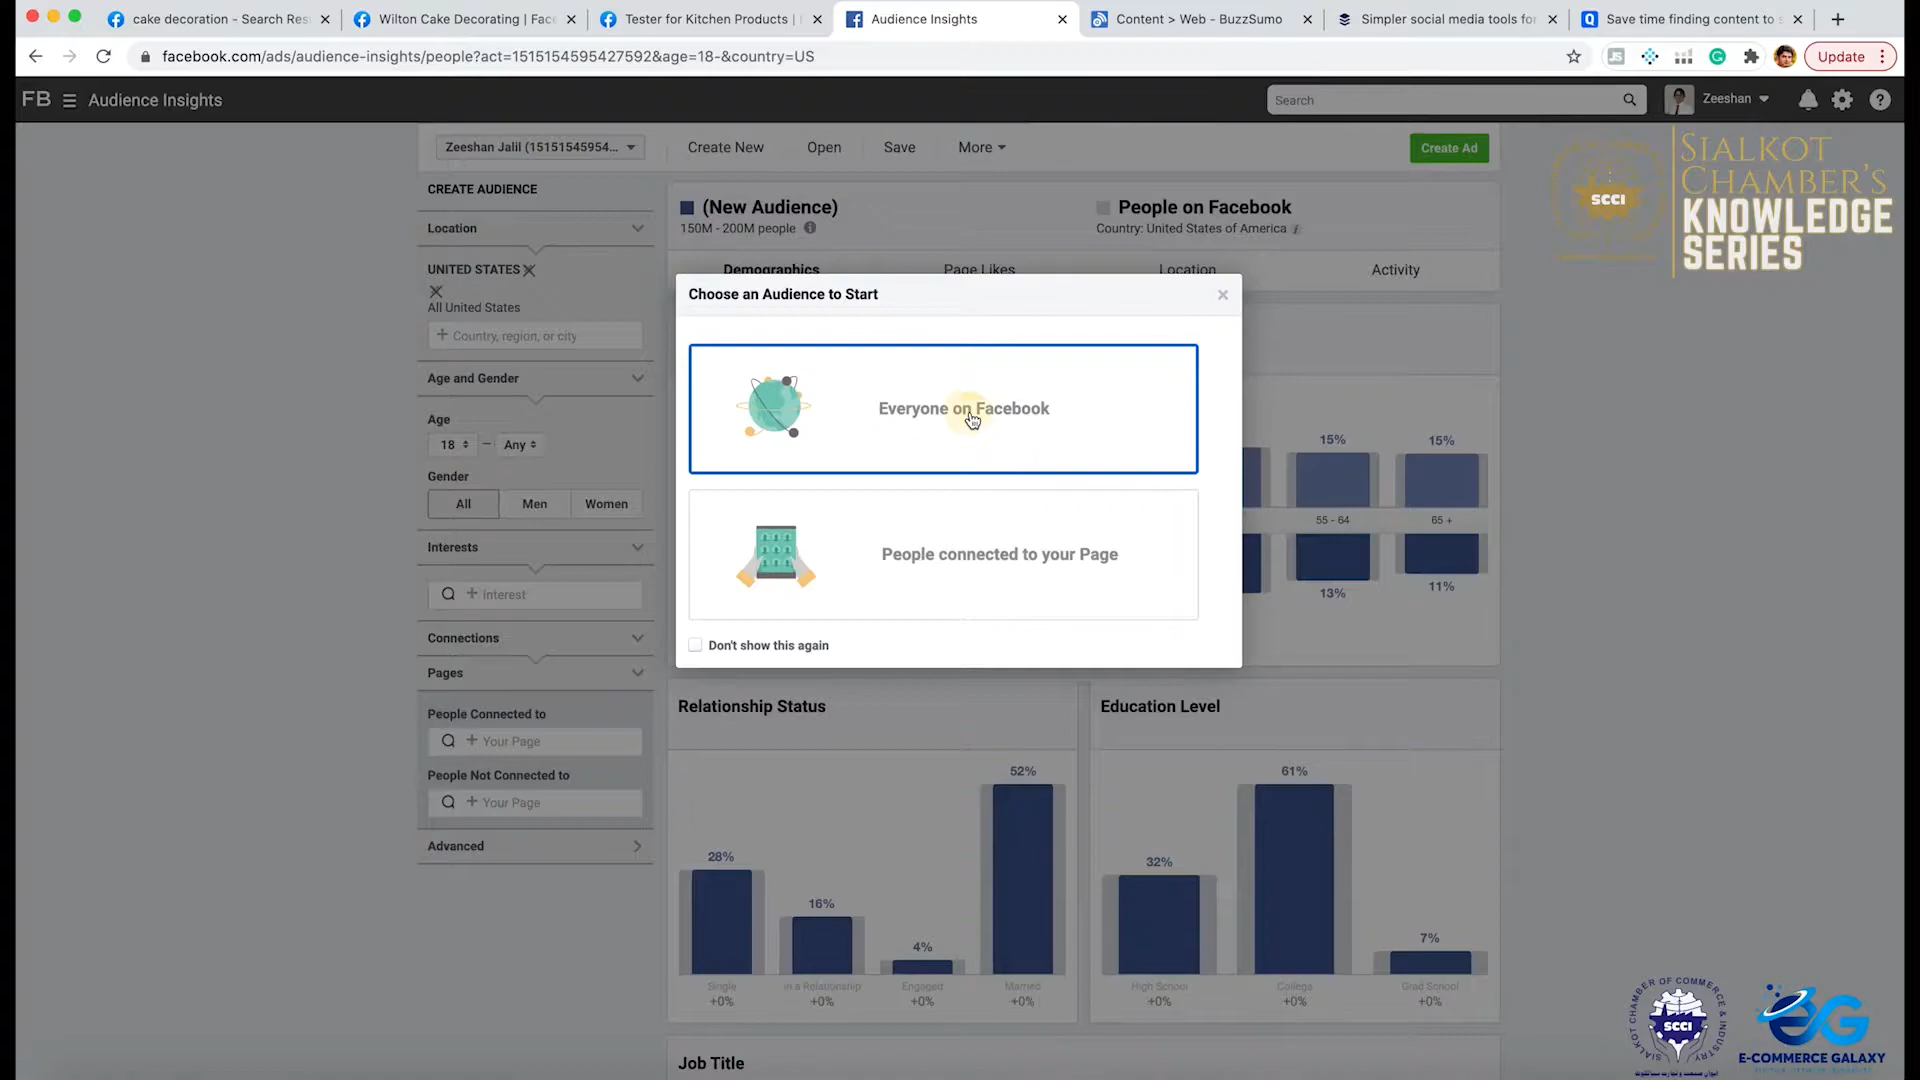 cake decoration - Search Res
Wilton Cake Decorating | Fac
Tester for Kitchen Products |
Audience Insights
Content > Web - BuzzSumo
Simpler social media tools for
Save time finding content to s
facebook.com/ads/audience-insights/people?act=1515154595427592&age=18-&country=US
Update
FB
Audience Insights
Search
Zeeshan
Zeeshan Jalil (15151545954...
Create New
Open
Save
More
Create Ad
SIALKOT
CHAMBER'S
KNOWLEDGE
SERIES
SCCI
CREATE AUDIENCE
(New Audience)
150M - 200M people
People on Facebook
Country: United States of America
Location
UNITED STATES
All United States
+ Country, region, or city
Demographics
Page Likes
Location
Activity
Choose an Audience to Start
Everyone on Facebook
People connected to your Page
Don't show this again
Age and Gender
Age
18 – Any
Gender
All
Men
Women
Interests
+ Interest
Connections
Pages
People Connected to
+ Your Page
People Not Connected to
+ Your Page
Advanced
15%
15%
55 - 64
65 +
13%
11%
Relationship Status
28%
16%
4%
52%
Single
In a Relationship
Engaged
Married
+0%
+0%
+0%
+0%
Education Level
32%
61%
7%
High School
College
Grad School
+0%
+0%
+0%
Job Title
SIALKOT CHAMBER OF COMMERCE & INDUSTRY
SCCI
E-COMMERCE GALAXY